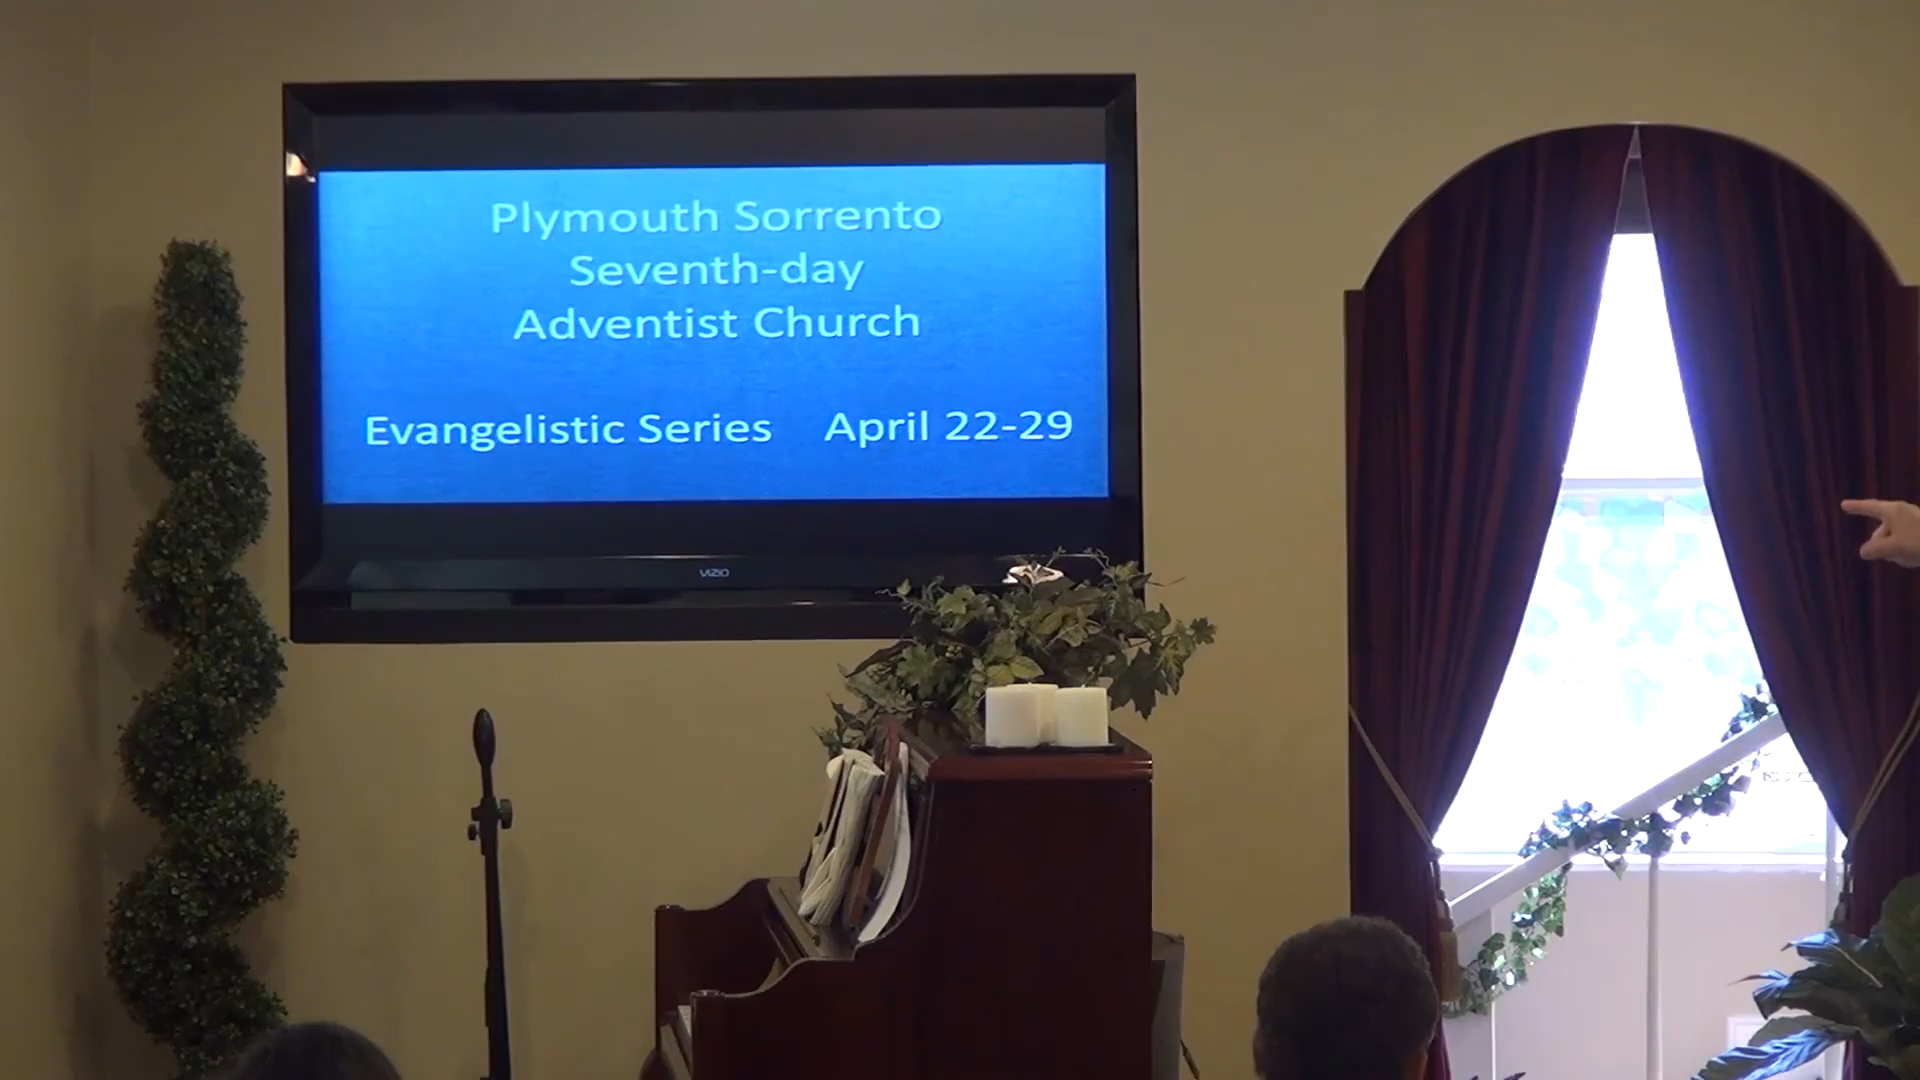 Plymouth Sorrento
Seventh-day
Adventist Church
Evangelistic Series April 22-29
VIZIO